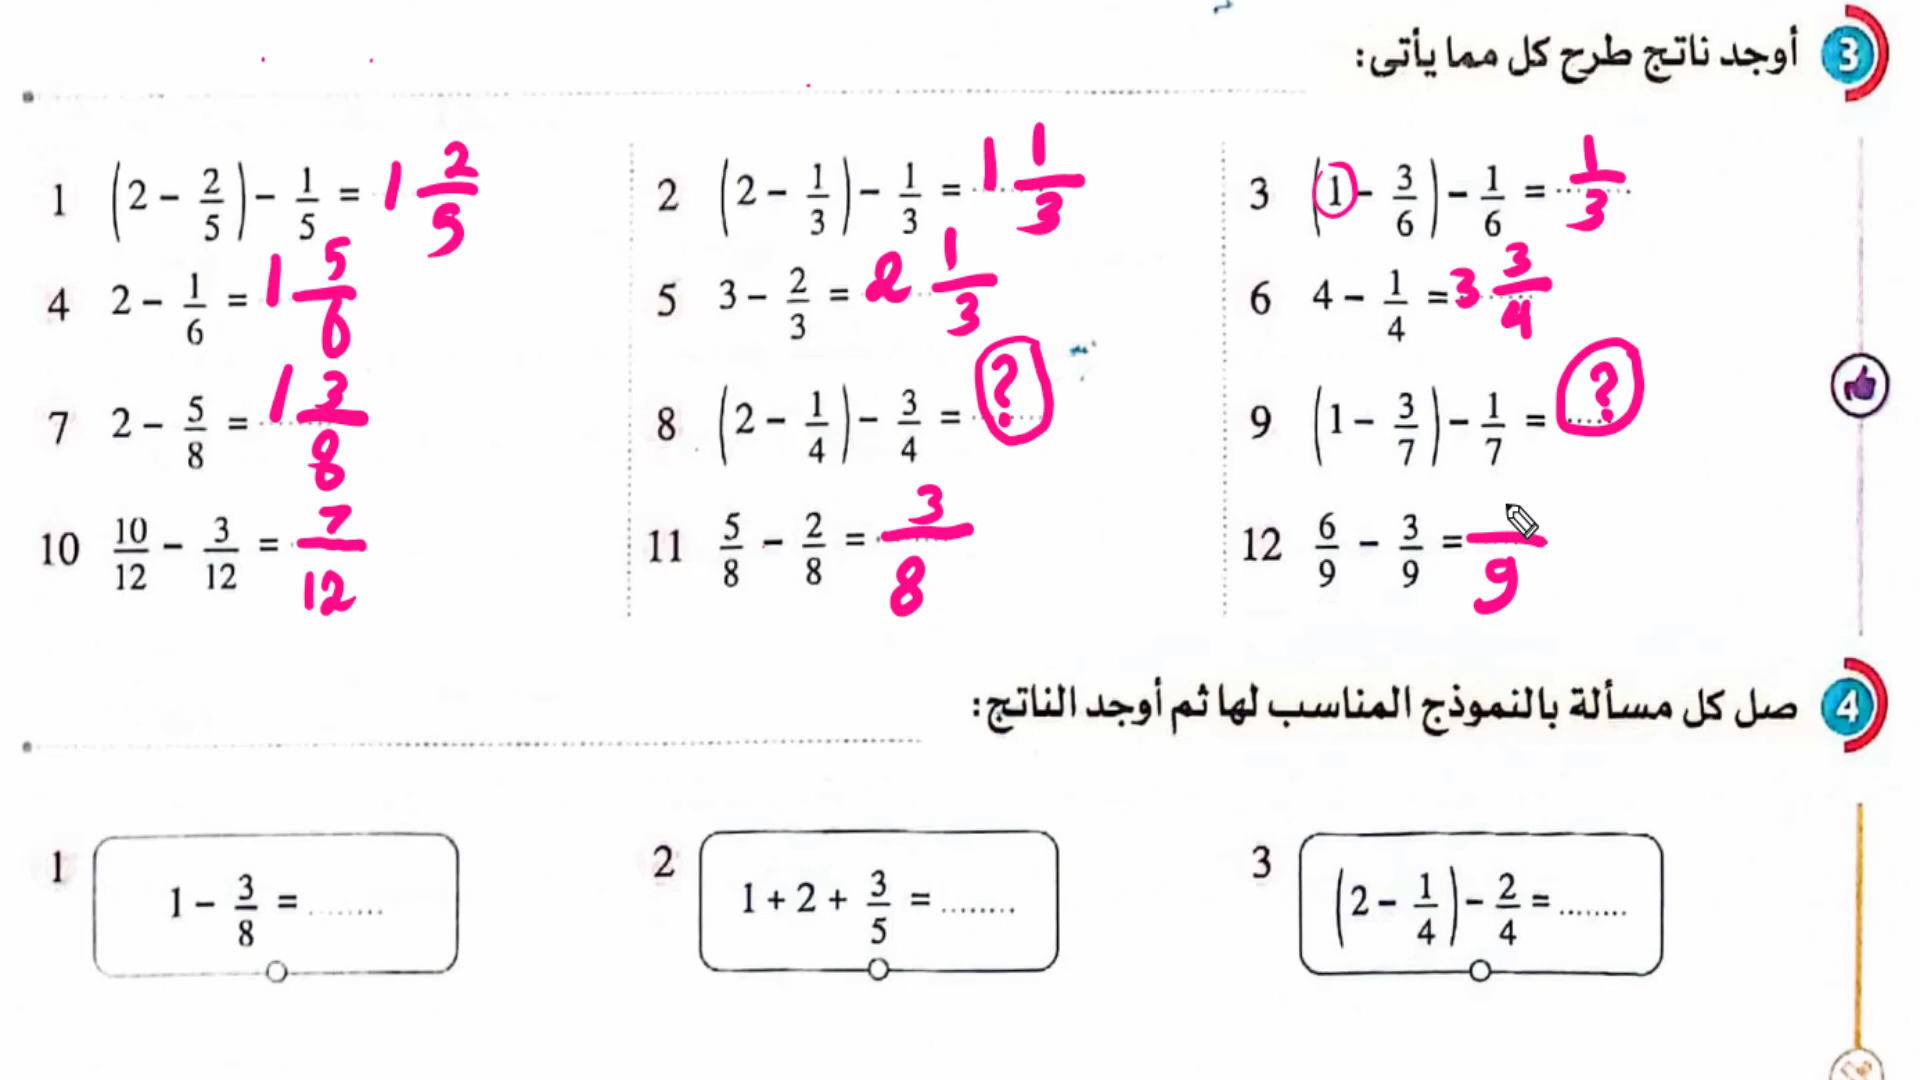 3 أوجد ناتج طرح كل مما يأتى:
1 (2 - 2/5) - 1/5 = 1 2/5
2 (2 - 1/3) - 1/3 = 1 1/3
3 (1 - 3/6) - 1/6 = 1/3
4 2 - 1/6 = 1 5/6
5 3 - 2/3 = 2 1/3
6 4 - 1/4 = 3 3/4
7 2 - 5/8 = 1 3/8
8 (2 - 1/4) - 3/4 = ?
9 (1 - 3/7) - 1/7 = ?
10 10/12 - 3/12 = 7/12
11 5/8 - 2/8 = 3/8
12 6/9 - 3/9 = /9
4 صل كل مسألة بالنموذج المناسب لها ثم أوجد الناتج:
1 1 - 3/8 = ........
2 1 + 2 + 3/5 = ........
3 (2 - 1/4) - 2/4 = ........